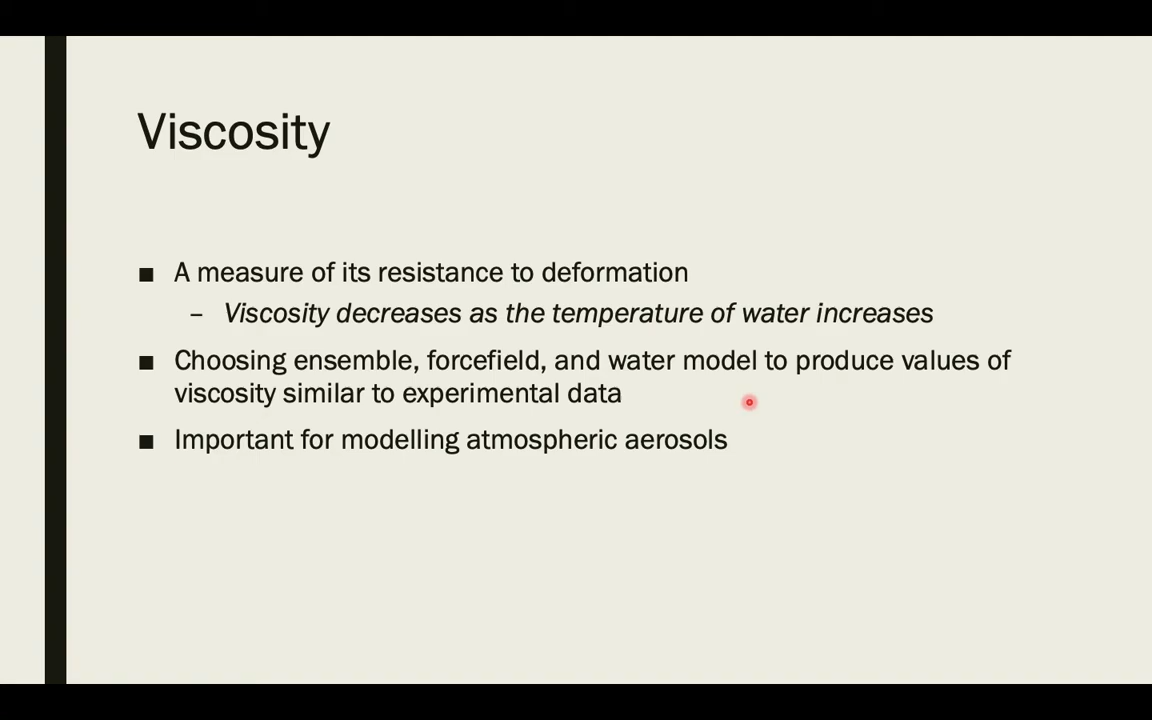 Viscosity
■ A measure of its resistance to deformation
– Viscosity decreases as the temperature of water increases
■ Choosing ensemble, forcefield, and water model to produce values of
viscosity similar to experimental data
■ Important for modelling atmospheric aerosols